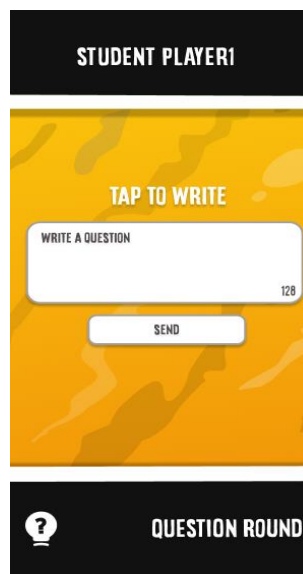 STUDENT PLAYER1
TAP TO WRITE
WRITE A QUESTION
128
SEND
?
QUESTION ROUND